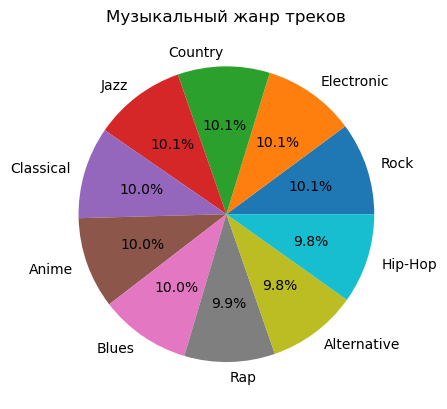 Музыкальный жанр треков
Country
Jazz
Electronic
10.1%
10.1%
10.1%
Classical
Rock
10.0%
10.1%
Anime
10.0%
9.8%
Hip-Hop
10.0%
9.8%
9.9%
Blues
Alternative
Rap